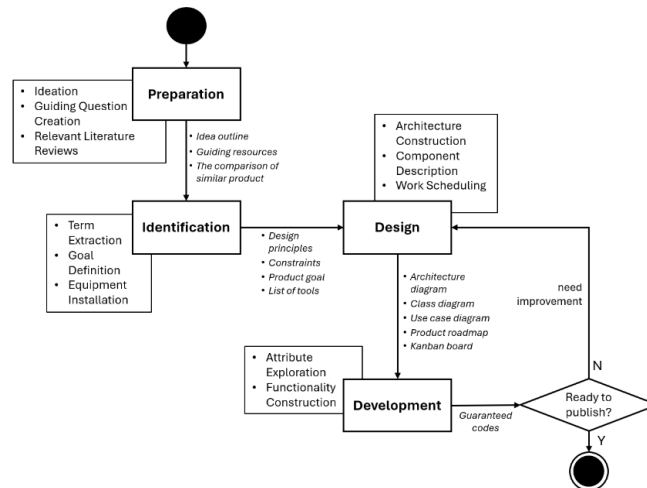 • Ideation
• Guiding Question
Creation
• Relevant Literature
Reviews
Preparation
• Idea outline
• Guiding resources
• The comparison of
similar product
• Term
Extraction
• Goal
Definition
• Equipment
Installation
Identification
• Design
principles
• Constraints
• Product goal
• List of tools
• Architecture
Construction
• Component
Description
• Work Scheduling
Design
• Architecture
diagram
• Class diagram
• Use case diagram
• Product roadmap
• Kanban board
need
improvement
• Attribute
Exploration
• Functionality
Construction
Development
Guaranteed
codes
N
Ready to
publish?
Y